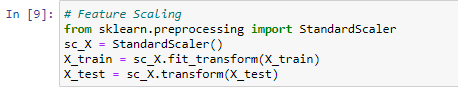 In [9]: # Feature Scaling
from sklearn.preprocessing import StandardScaler
sc_X = StandardScaler()
X_train = sc_X.fit_transform(X_train)
X_test = sc_X.transform(X_test)